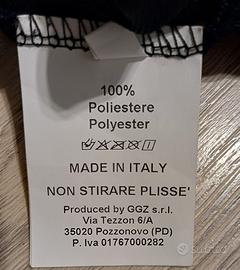 100%
Poliestere
Polyester
MADE IN ITALY
NON STIRARE PLISSE'
Produced by GGZ s.r.l.
Via Tezzon 6/A
35020 Pozzonovo (PD)
P. Iva 01767000282
subito